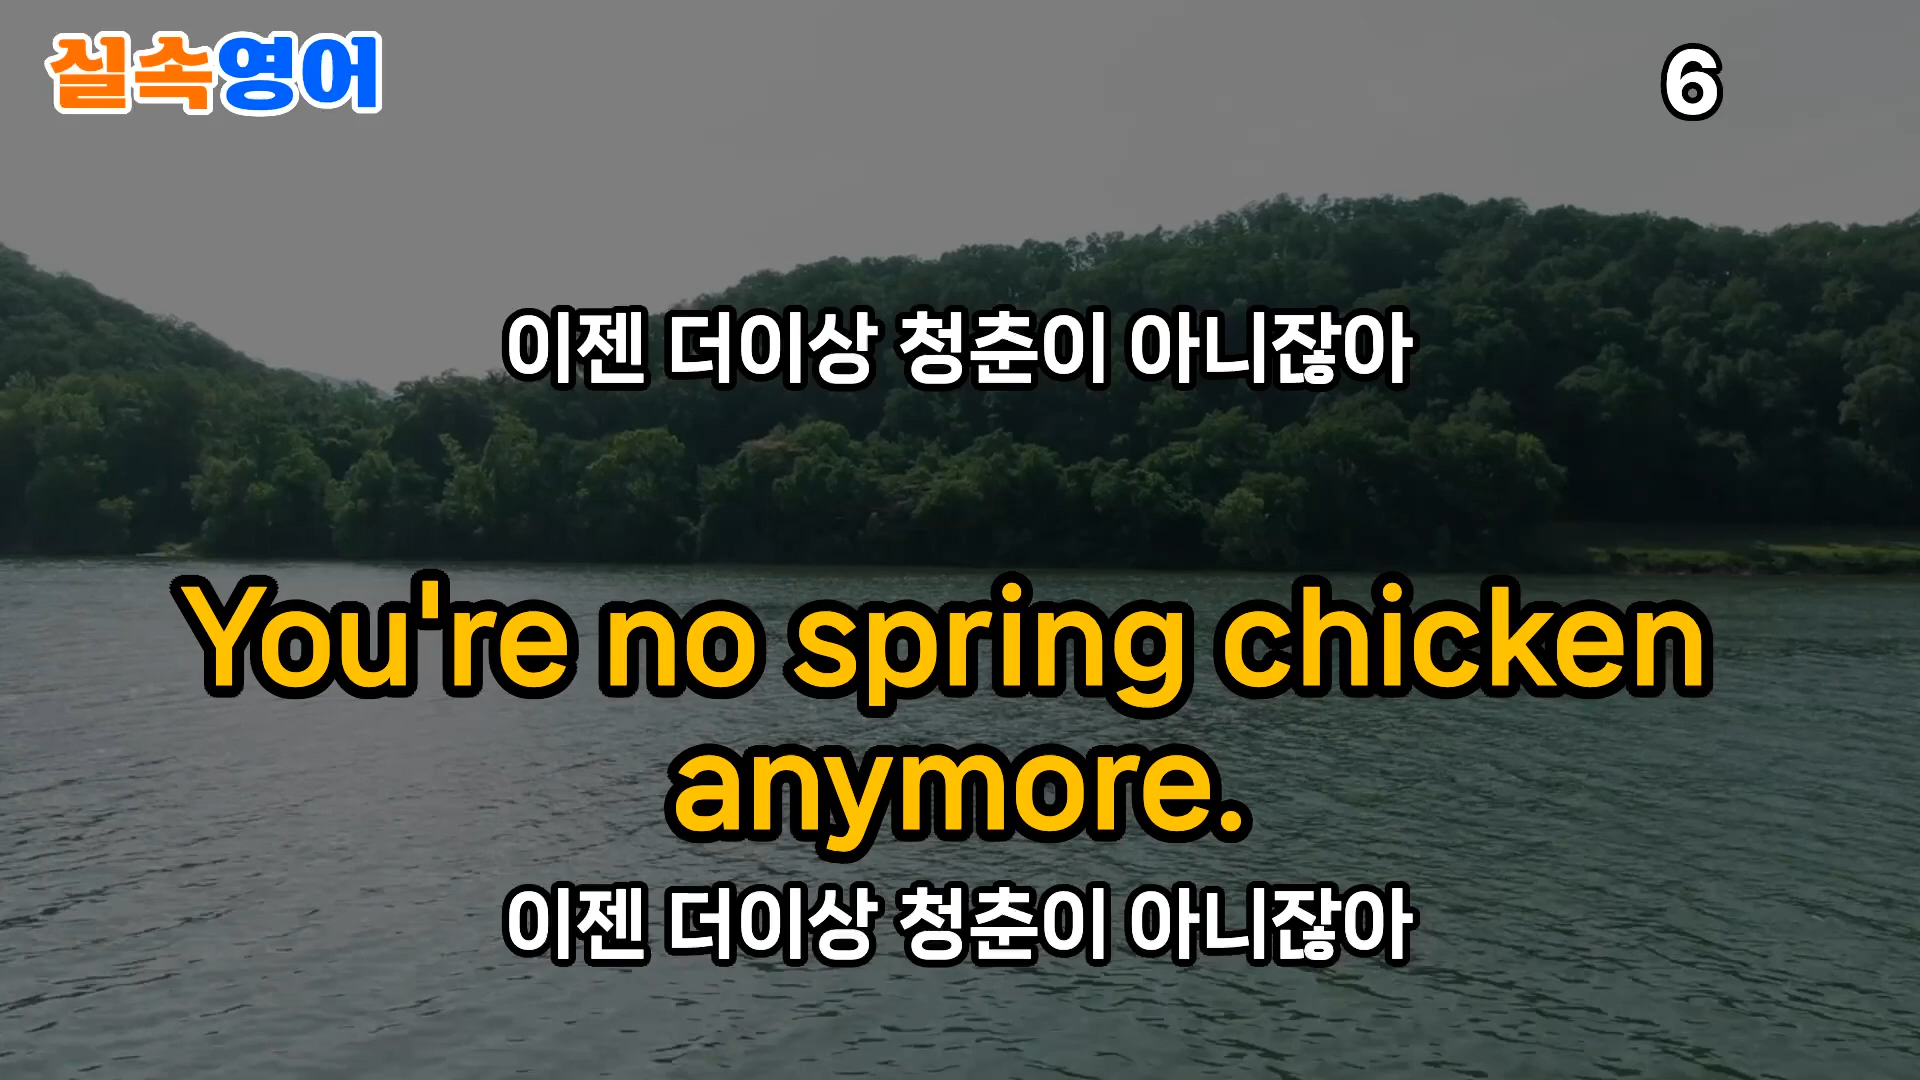 실속영어
6
이젠 더이상 청춘이 아니잖아
You're no spring chicken
anymore.
이젠 더이상 청춘이 아니잖아